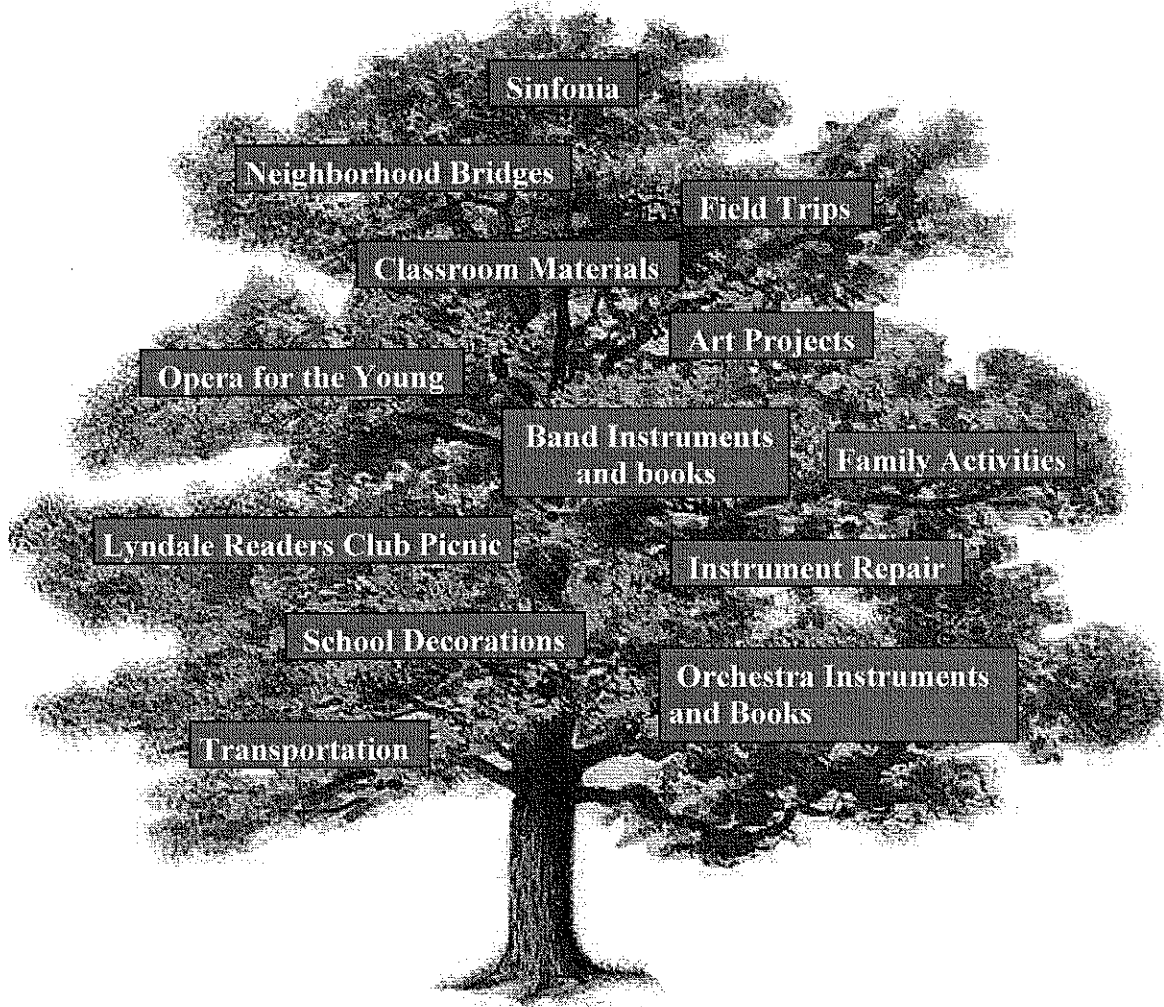 Sinfonia
Neighborhood Bridges
Field Trips
Classroom Materials
Art Projects
Opera for the Young
Band Instruments
and books
Family Activities
Lyndale Readers Club Picnic
Instrument Repair
School Decorations
Orchestra Instruments
and Books
Transportation